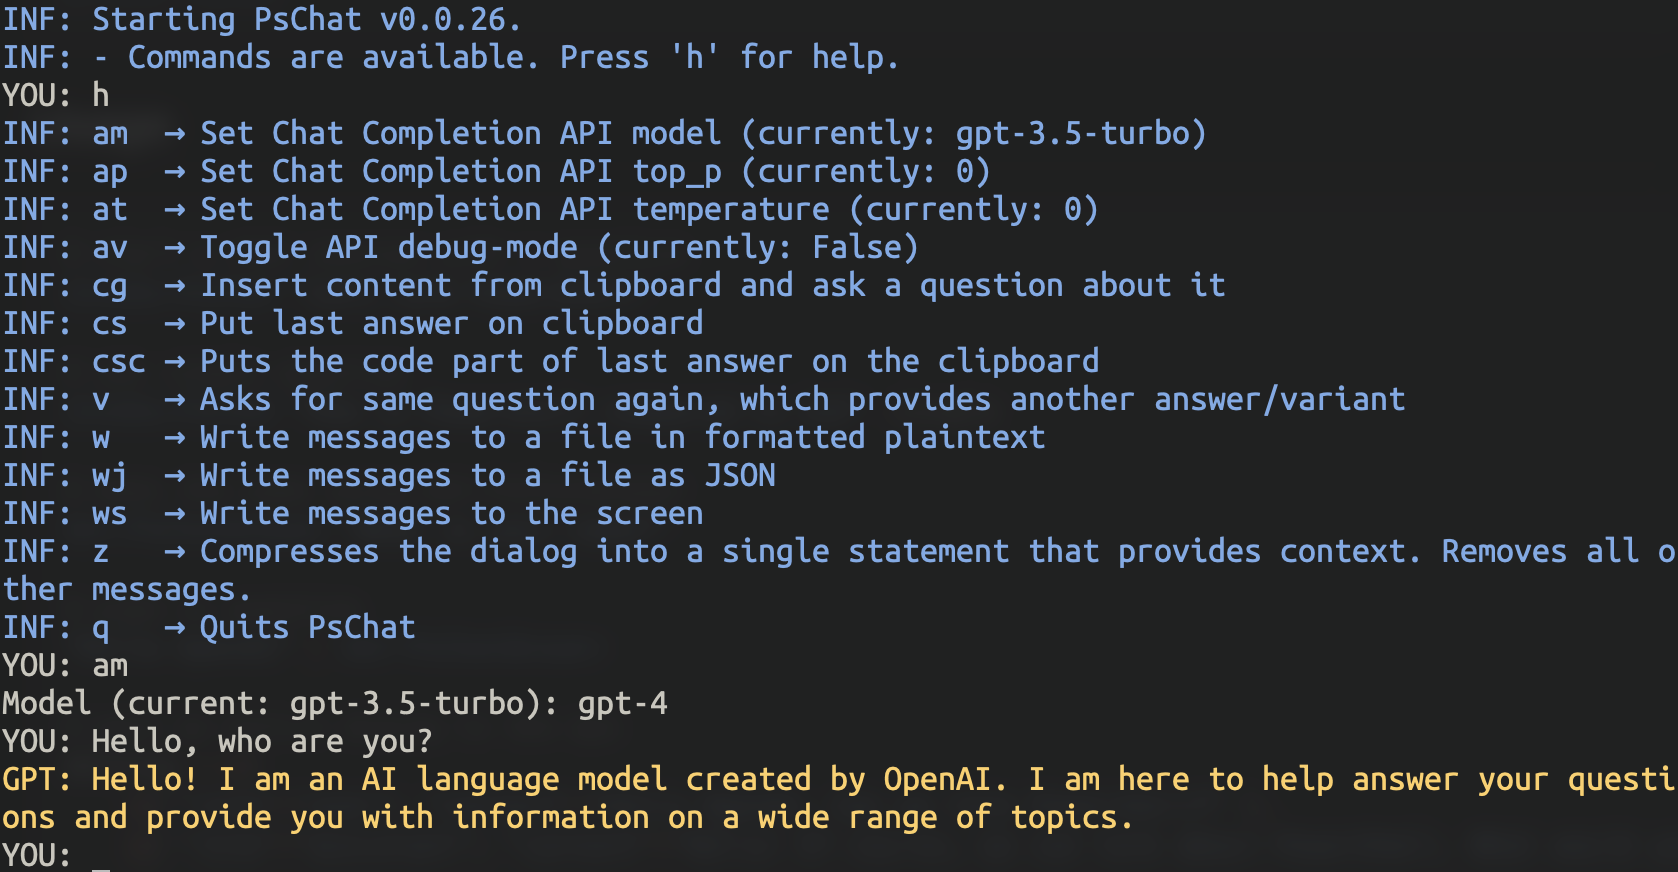 INF: Starting PsChat v0.0.26.
INF: - Commands are available. Press 'h' for help.
YOU: h
INF: am  → Set Chat Completion API model (currently: gpt-3.5-turbo)
INF: ap  → Set Chat Completion API top_p (currently: 0)
INF: at  → Set Chat Completion API temperature (currently: 0)
INF: av  → Toggle API debug-mode (currently: False)
INF: cg  → Insert content from clipboard and ask a question about it
INF: cs  → Put last answer on clipboard
INF: csc → Puts the code part of last answer on the clipboard
INF: v   → Asks for same question again, which provides another answer/variant
INF: w   → Write messages to a file in formatted plaintext
INF: wj  → Write messages to a file as JSON
INF: ws  → Write messages to the screen
INF: z   → Compresses the dialog into a single statement that provides context. Removes all o
ther messages.
INF: q   → Quits PsChat
YOU: am
Model (current: gpt-3.5-turbo): gpt-4
YOU: Hello, who are you?
GPT: Hello! I am an AI language model created by OpenAI. I am here to help answer your questi
ons and provide you with information on a wide range of topics.
YOU: _